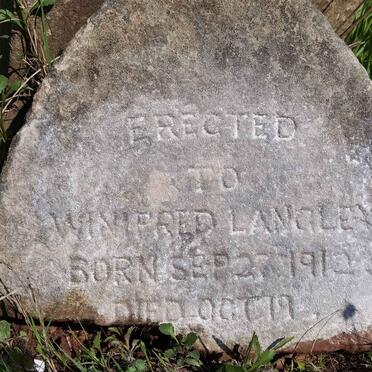 ERECTED
TO
WINIFRED LANGLEY
BORN SEP 27 1912
DIED OCT 17